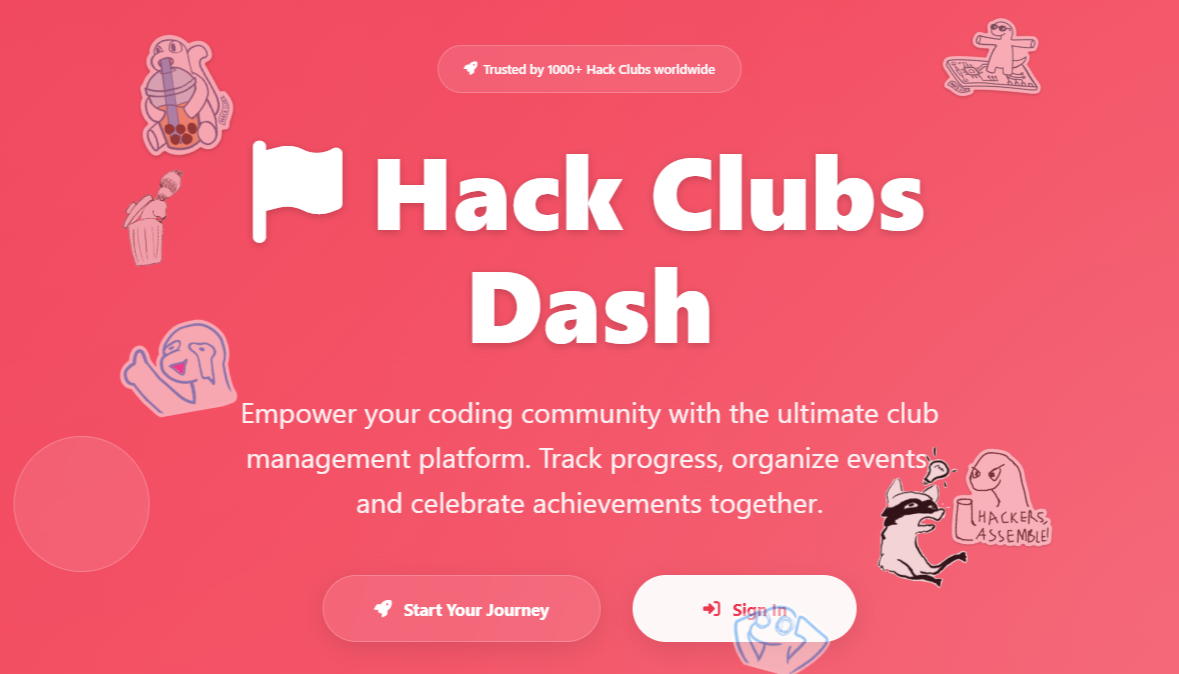 Trusted by 1000+ Hack Clubs worldwide
Hack Clubs
Dash
Empower your coding community with the ultimate club
management platform. Track progress, organize events,
and celebrate achievements together.
HACKERS,
ASSEMBLE!
Start Your Journey
Sign In